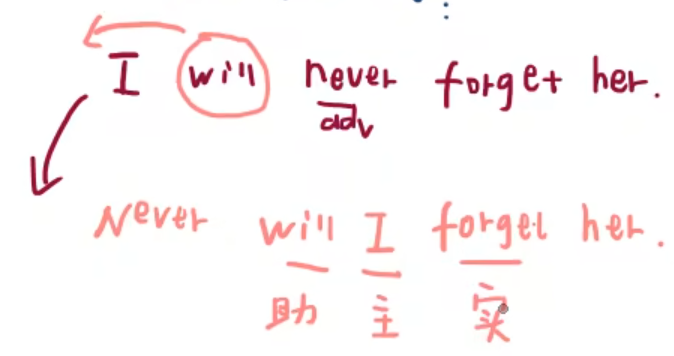 I will never forget her.
adv
Never will I forget her.
助 主 实